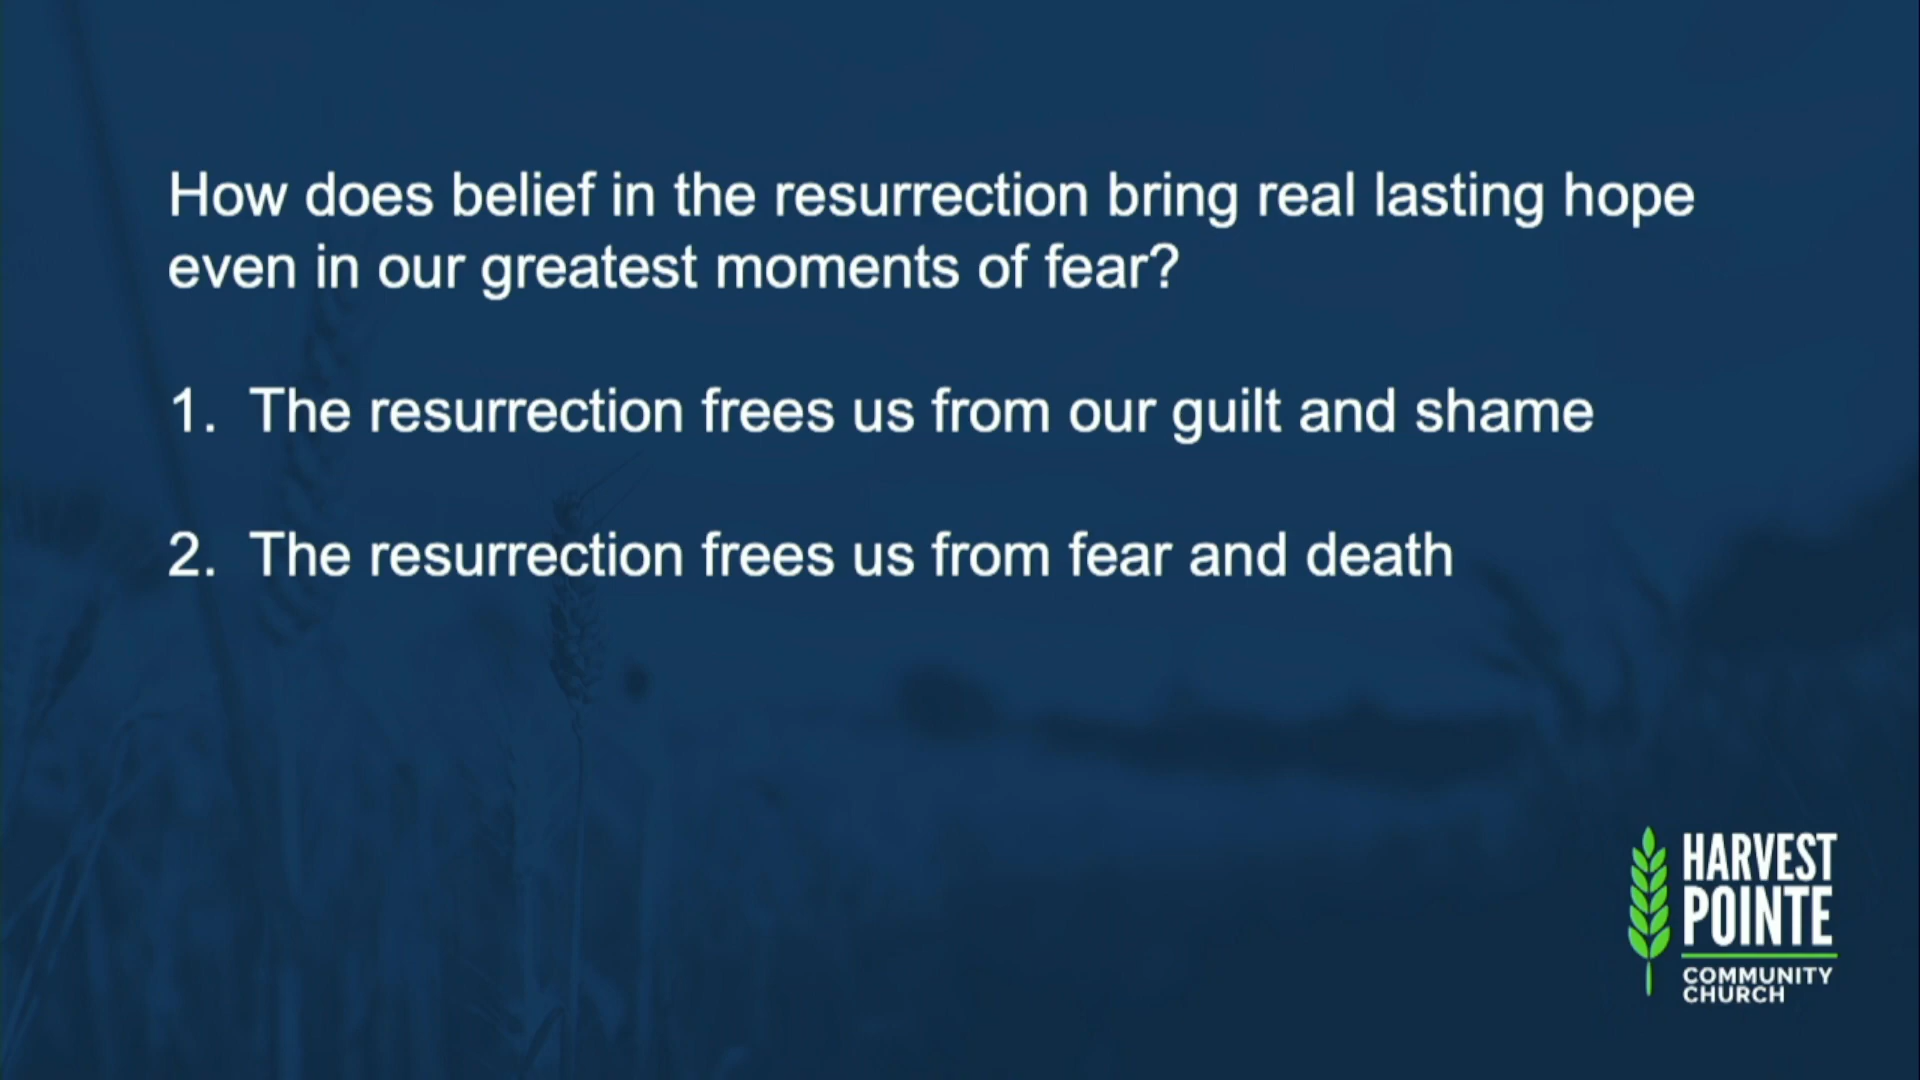 How does belief in the resurrection bring real lasting hope
even in our greatest moments of fear?
1. The resurrection frees us from our guilt and shame
2. The resurrection frees us from fear and death
HARVEST
POINTE
COMMUNITY
CHURCH